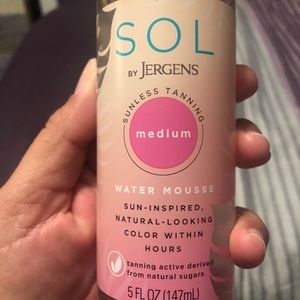 SOL
BY JERGENS
SUNLESS TANNING
medium
WATER MOUSSE
SUN-INSPIRED,
NATURAL-LOOKING
COLOR WITHIN
HOURS
tanning active derived
from natural sugars
5 FL OZ (147mL)